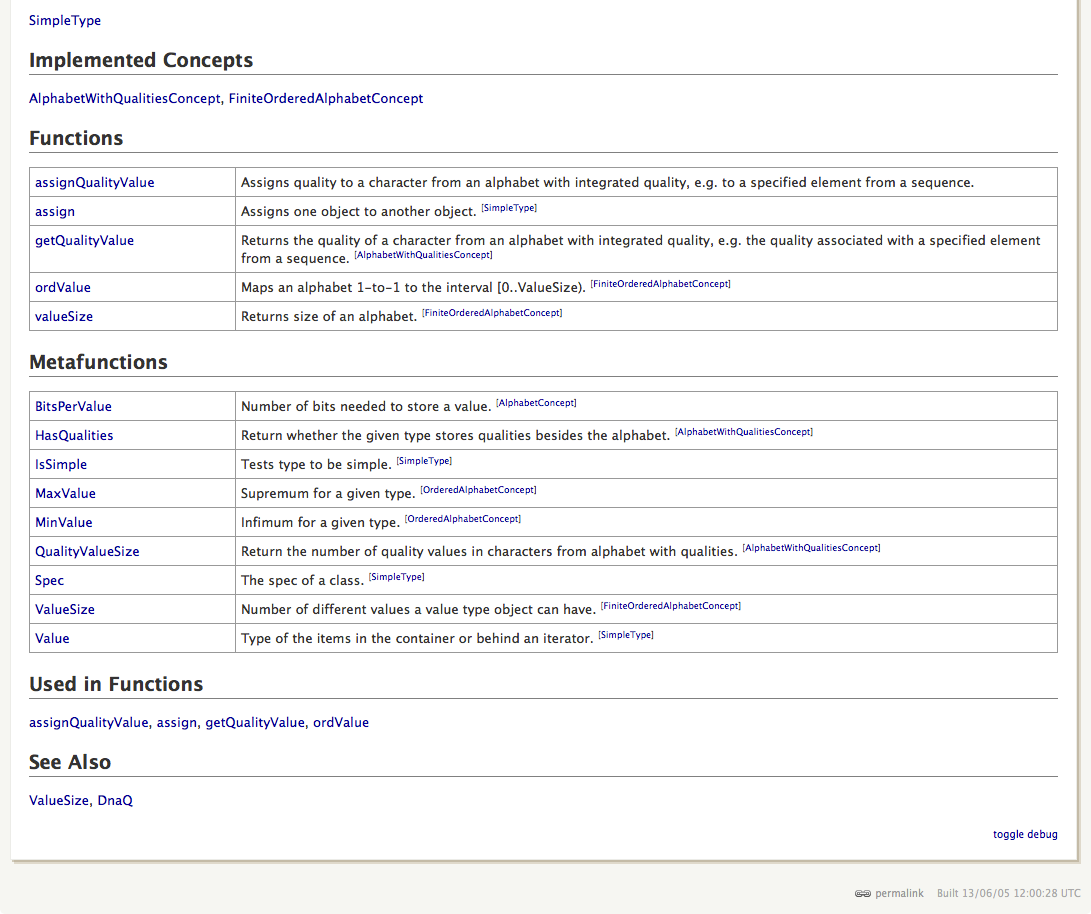 SimpleType
Implemented Concepts
AlphabetWithQualitiesConcept, FiniteOrderedAlphabetConcept
Functions
assignQualityValue Assigns quality to a character from an alphabet with integrated quality, e.g. to a specified element from a sequence.
assign Assigns one object to another object. [SimpleType]
getQualityValue Returns the quality of a character from an alphabet with integrated quality, e.g. the quality associated with a specified element
from a sequence. [AlphabetWithQualitiesConcept]
ordValue Maps an alphabet 1-to-1 to the interval [0..ValueSize). [FiniteOrderedAlphabetConcept]
valueSize Returns size of an alphabet. [FiniteOrderedAlphabetConcept]
Metafunctions
BitsPerValue Number of bits needed to store a value. [AlphabetConcept]
HasQualities Return whether the given type stores qualities besides the alphabet. [AlphabetWithQualitiesConcept]
IsSimple Tests type to be simple. [SimpleType]
MaxValue Supremum for a given type. [OrderedAlphabetConcept]
MinValue Infimum for a given type. [OrderedAlphabetConcept]
QualityValueSize Return the number of quality values in characters from alphabet with qualities. [AlphabetWithQualitiesConcept]
Spec The spec of a class. [SimpleType]
ValueSize Number of different values a value type object can have. [FiniteOrderedAlphabetConcept]
Value Type of the items in the container or behind an iterator. [SimpleType]
Used in Functions
assignQualityValue, assign, getQualityValue, ordValue
See Also
ValueSize, DnaQ
toggle debug
permalink Built 13/06/05 12:00:28 UTC